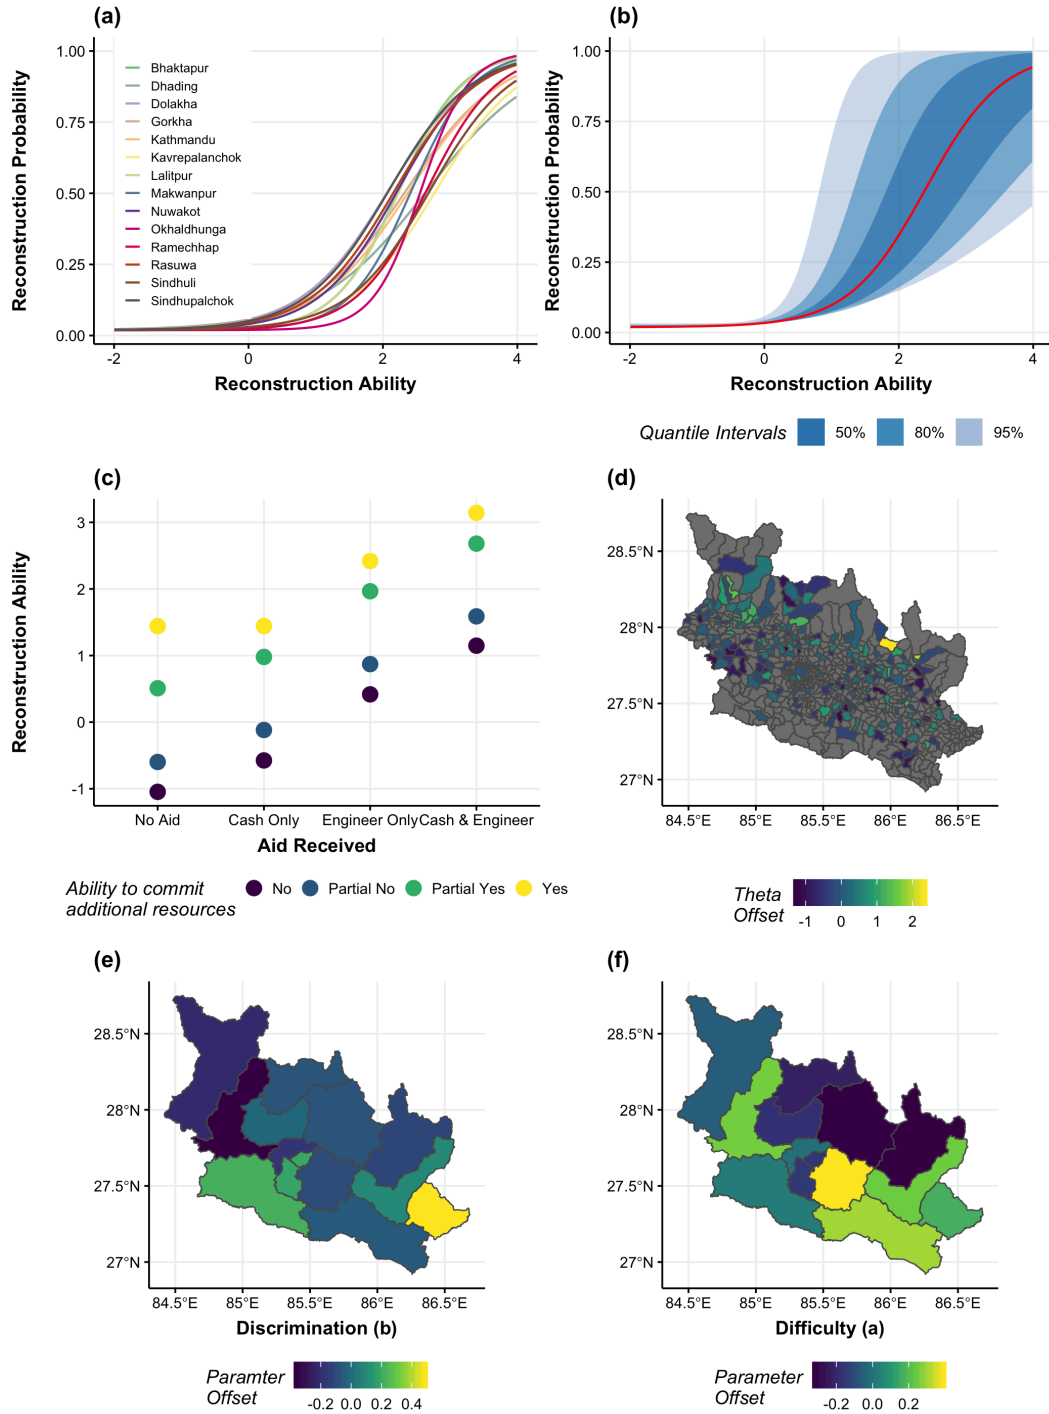 (a)
Reconstruction Probability
1.00
0.75
0.50
0.25
0.00
Bhaktapur
Dhading
Dolakha
Gorkha
Kathmandu
Kavrepalanchok
Lalitpur
Makwanpur
Nuwakot
Okhaldhunga
Ramechhap
Rasuwa
Sindhuli
Sindhupalchok
-2 0 2 4
Reconstruction Ability
(b)
Reconstruction Probability
1.00
0.75
0.50
0.25
0.00
-2 0 2 4
Reconstruction Ability
Quantile Intervals 50% 80% 95%
(c)
Reconstruction Ability
3
2
1
0
-1
No Aid Cash Only Engineer Only Cash & Engineer
Aid Received
Ability to commit
additional resources
No Partial No Partial Yes Yes
(d)
28.5°N
28°N
27.5°N
27°N
84.5°E 85°E 85.5°E 86°E 86.5°E
Theta
Offset
-1 0 1 2
(e)
28.5°N
28°N
27.5°N
27°N
84.5°E 85°E 85.5°E 86°E 86.5°E
Discrimination (b)
Paramter
Offset
-0.2 0.0 0.2 0.4
(f)
28.5°N
28°N
27.5°N
27°N
84.5°E 85°E 85.5°E 86°E 86.5°E
Difficulty (a)
Parameter
Offset
-0.2 0.0 0.2